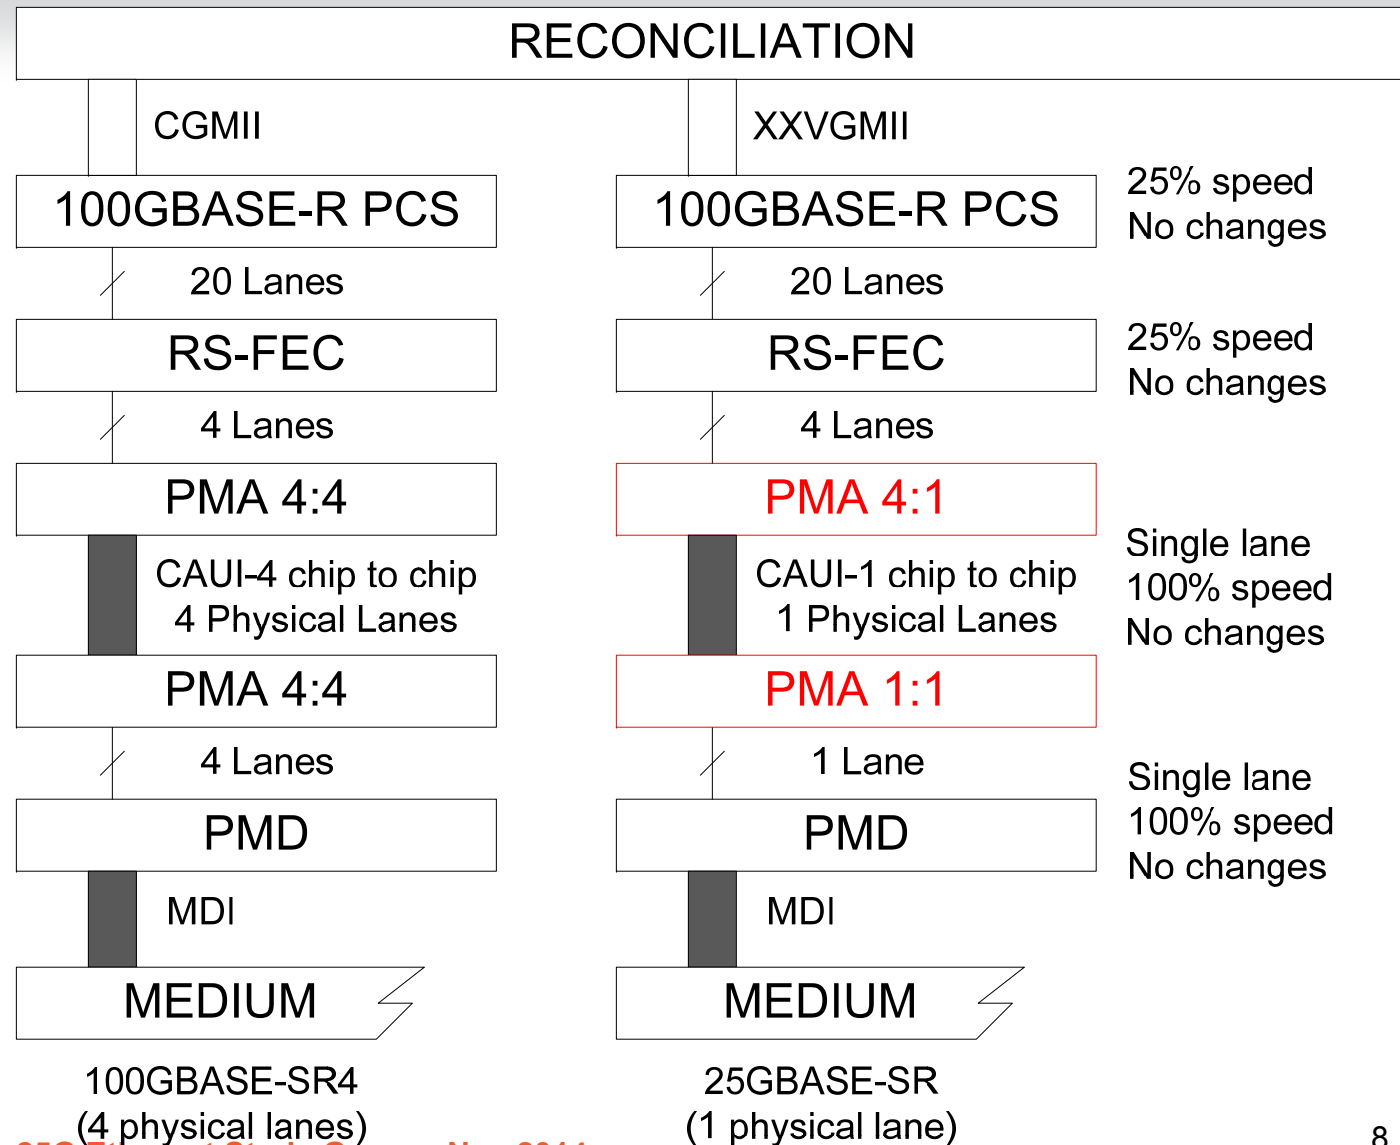 RECONCILIATION
CGMII
XXVGMII
100GBASE-R PCS
100GBASE-R PCS
25% speed
No changes
20 Lanes
20 Lanes
RS-FEC
RS-FEC
25% speed
No changes
4 Lanes
4 Lanes
PMA 4:4
PMA 4:1
CAUI-4 chip to chip
4 Physical Lanes
CAUI-1 chip to chip
1 Physical Lanes
Single lane
100% speed
No changes
PMA 4:4
PMA 1:1
4 Lanes
1 Lane
PMD
PMD
Single lane
100% speed
No changes
MDI
MDI
MEDIUM
MEDIUM
100GBASE-SR4
(4 physical lanes)
25GBASE-SR
(1 physical lane)
8